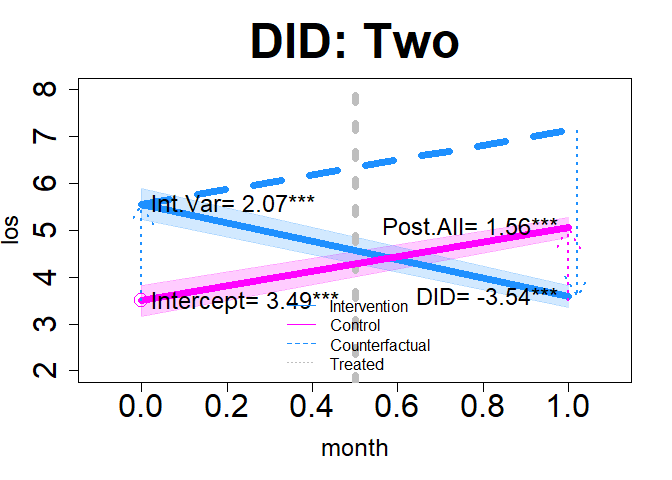 DID: Two
los
8
7
6
5
4
3
2
Int.Var= 2.07***
Post.All= 1.56***
Intercept= 3.49***
DID= -3.54***
Intervention
Control
Counterfactual
Treated
0.0 0.2 0.4 0.6 0.8 1.0
month